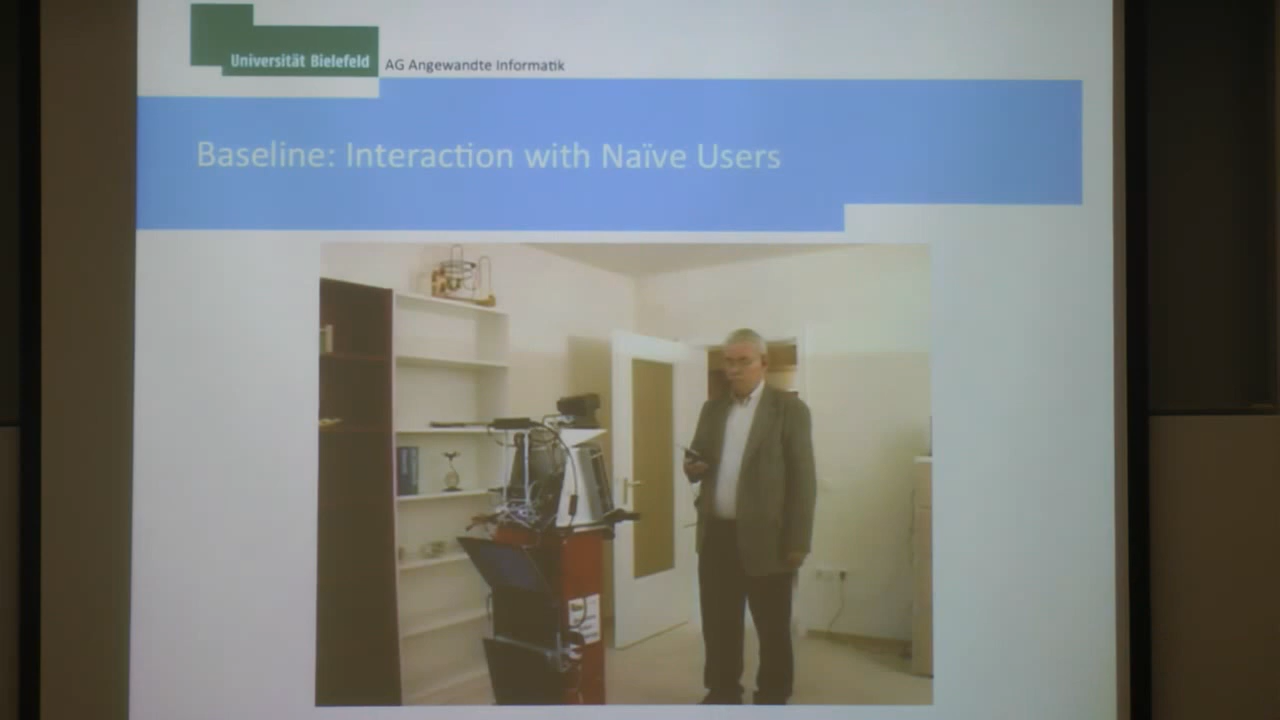 Universität Bielefeld
AG Angewandte Informatik
Baseline: Interaction with Naïve Users